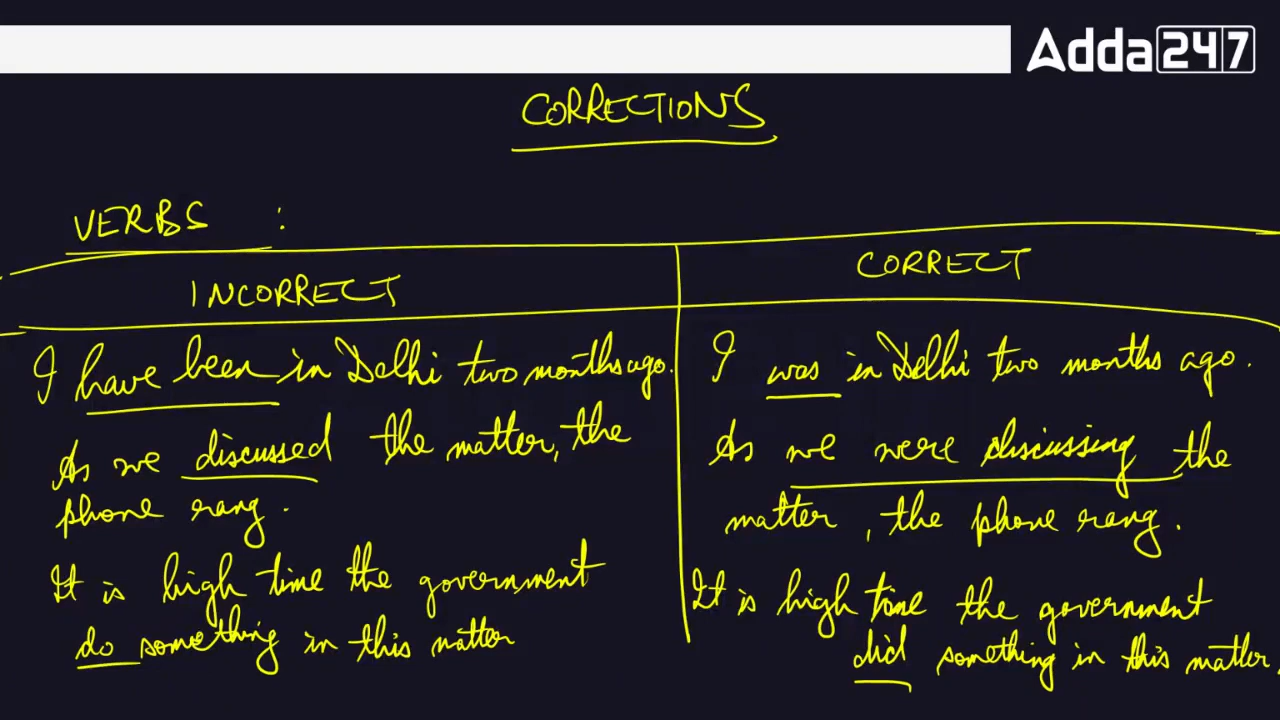 Adda247
CORRECTIONS
VERBS :
INCORRECT
I have been in Delhi two months ago.
As we discussed the matter, the
phone rang.
It is high time the government
do something in this matter
CORRECT
I was in Delhi two months ago.
As we were discussing the
matter, the phone rang.
It is high time the government
did something in this matter.